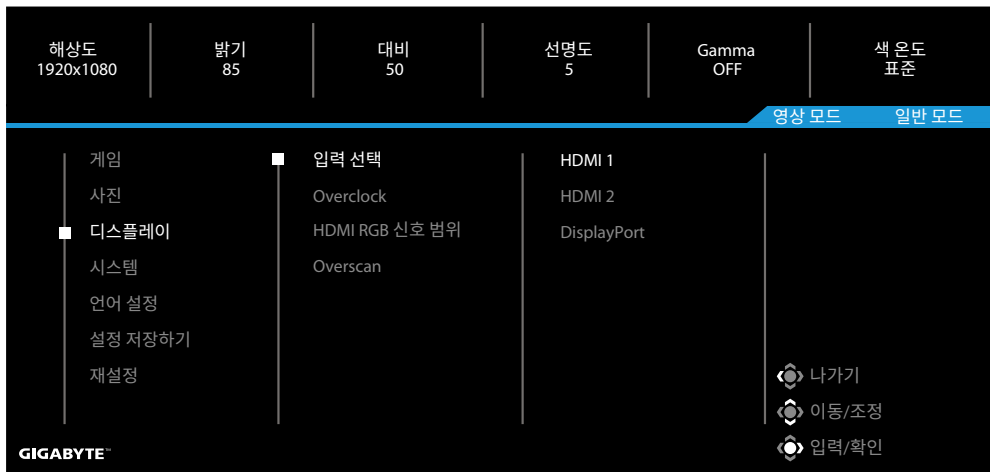 해상도 밝기 대비 선명도 Gamma 색 온도
1920x1080 85 50 5 OFF 표준
영상 모드 일반 모드
게임 입력 선택 HDMI 1
사진 Overclock HDMI 2
디스플레이 HDMI RGB 신호 범위 DisplayPort
시스템 Overscan
언어 설정
설정 저장하기
재설정 나가기
이동/조정
GIGABYTE™ 입력/확인